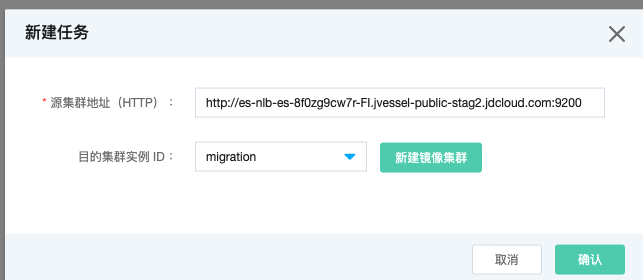 新建任务
* 源集群地址（HTTP）： http://es-nlb-es-8f0zg9cw7r-FI.jvessel-public-stag2.jdcloud.com:9200
目的集群实例 ID： migration 新建镜像集群
取消 确认